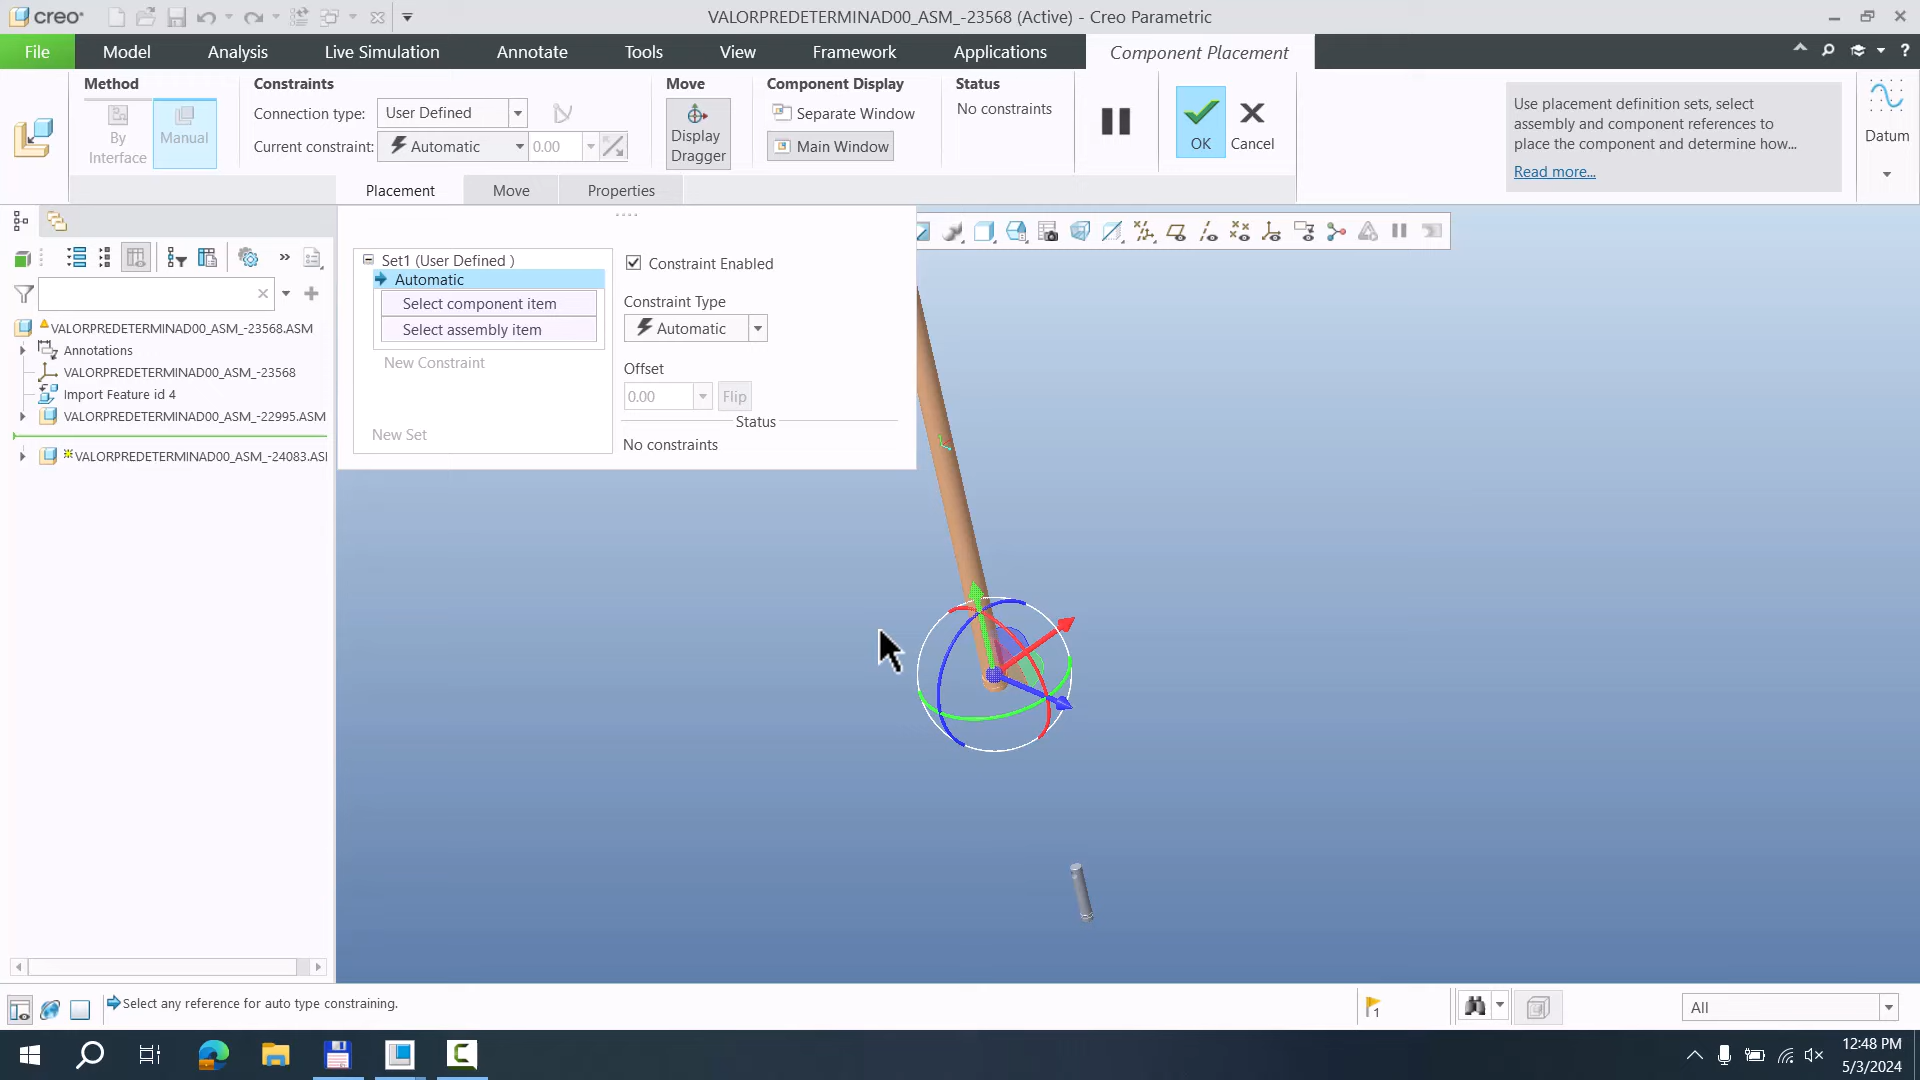 creo
VALORPREDETERMINAD00_ASM_-23568 (Active) - Creo Parametric
File
Model
Analysis
Live Simulation
Annotate
Tools
View
Framework
Applications
Component Placement
Method
By Interface
Manual
Constraints
Connection type:
User Defined
Current constraint:
Automatic
0.00
Move
Display Dragger
Component Display
Separate Window
Main Window
Status
No constraints
OK
Cancel
Use placement definition sets, select
assembly and component references to
place the component and determine how...
Read more...
Datum
Placement
Move
Properties
Set1 (User Defined )
Automatic
Select component item
Select assembly item
New Constraint
New Set
Constraint Enabled
Constraint Type
Automatic
Offset
0.00
Flip
Status
No constraints
VALORPREDETERMINAD00_ASM_-23568.ASM
Annotations
VALORPREDETERMINAD00_ASM_-23568
Import Feature id 4
VALORPREDETERMINAD00_ASM_-22995.ASM
VALORPREDETERMINAD00_ASM_-24083.ASI
Select any reference for auto type constraining.
1
All
12:48 PM
5/3/2024